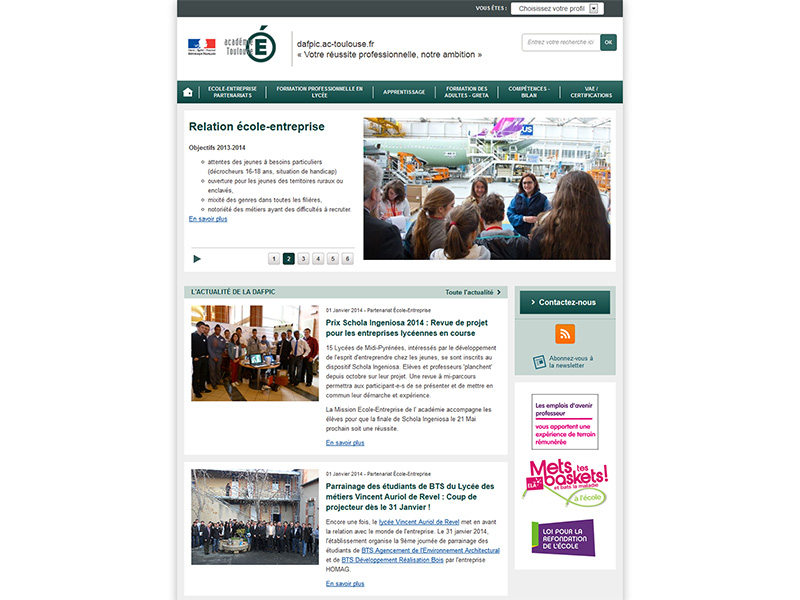 VOUS ÊTES :
Choisissez votre profil
académie
Toulouse
É
dafpic.ac-toulouse.fr
« Votre réussite professionnelle, notre ambition »
Entrez votre recherche ici
OK
ECOLE-ENTREPRISE
PARTENARIATS
FORMATION PROFESSIONNELLE EN
LYCÉE
APPRENTISSAGE
FORMATION DES
ADULTES - GRETA
COMPÉTENCES -
BILAN
VAE /
CERTIFICATIONS
Relation école-entreprise
Objectifs 2013-2014
attentes des jeunes à besoins particuliers
(décrocheurs 16-18 ans, situation de handicap)
ouverture pour les jeunes des territoires ruraux ou
enclavés,
mixité des genres dans toutes les filières,
notoriété des métiers ayant des difficultés à recruter.
En savoir plus
1 2 3 4 5 6
L'ACTUALITÉ DE LA DAFPIC
Toute l'actualité
01 Janvier 2014 - Partenariat École-Entreprise
Prix Schola Ingeniosa 2014 : Revue de projet
pour les entreprises lycéennes en course
15 Lycées de Midi-Pyrénées, intéressés par le développement
de l'esprit d'entreprendre chez les jeunes, se sont inscrits au
dispositif Schola Ingeniosa. Elèves et professeurs 'planchent'
depuis octobre sur leur projet. Une revue à mi-parcours
permettra aux participant-e-s de se présenter et de mettre en
commun leur démarche et expérience.
La Mission Ecole-Entreprise de l' académie accompagne les
élèves pour que la finale de Schola Ingeniosa le 21 Mai
prochain soit une réussite.
En savoir plus
01 Janvier 2014 - Partenariat École-Entreprise
Parrainage des étudiants de BTS du Lycée des
métiers Vincent Auriol de Revel : Coup de
projecteur dès le 31 Janvier !
Encore une fois, le lycée Vincent Auriol de Revel met en avant
la relation avec le monde de l'entreprise. Le 31 janvier 2014,
l'établissement organise la 9ème journée de parrainage des
étudiants de BTS Agencement de l'Environnement Architectural
et de BTS Développement Réalisation Bois par l'entreprise
HOMAG.
En savoir plus
Contactez-nous
Abonnez-vous à
la newsletter
Les emplois d'avenir
professeur
vous apportent une
expérience de terrain
rémunérée
Mets tes
baskets!
ELA
et bats la maladie
à l'école
LOI POUR LA
REFONDATION
DE L'ÉCOLE